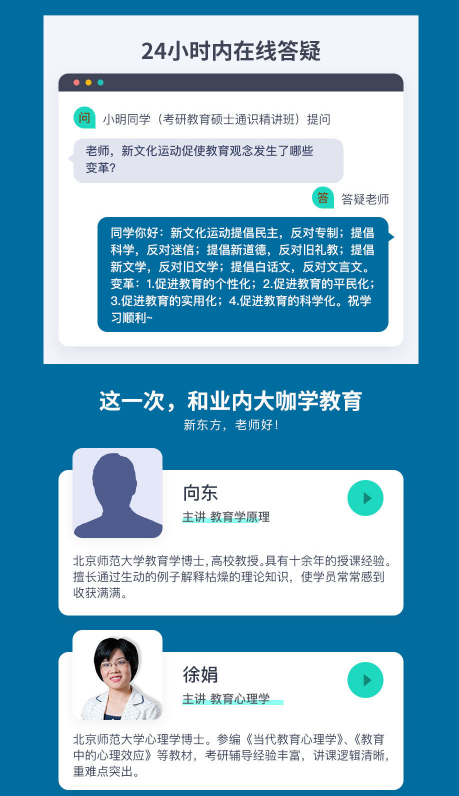 24小时内在线答疑
问 小明同学（考研教育硕士通识精讲班）提问
老师，新文化运动促使教育观念发生了哪些
变革？
答 答疑老师
同学你好：新文化运动提倡民主，反对专制；提倡
科学，反对迷信；提倡新道德，反对旧礼教；提倡
新文学，反对旧文学；提倡白话文，反对文言文。
变革：1.促进教育的个性化；2.促进教育的平民化；
3.促进教育的实用化；4.促进教育的科学化。祝学
习顺利~
这一次，和业内大咖学教育
新东方，老师好！
向东
主讲 教育学原理
北京师范大学教育学博士，高校教授。具有十余年的授课经验。
擅长通过生动的例子解释枯燥的理论知识，使学员常常感到
收获满满。
徐娟
主讲 教育心理学
北京师范大学心理学博士。参编《当代教育心理学》、《教育
中的心理效应》等教材，考研辅导经验丰富，讲课逻辑清晰，
重难点突出。